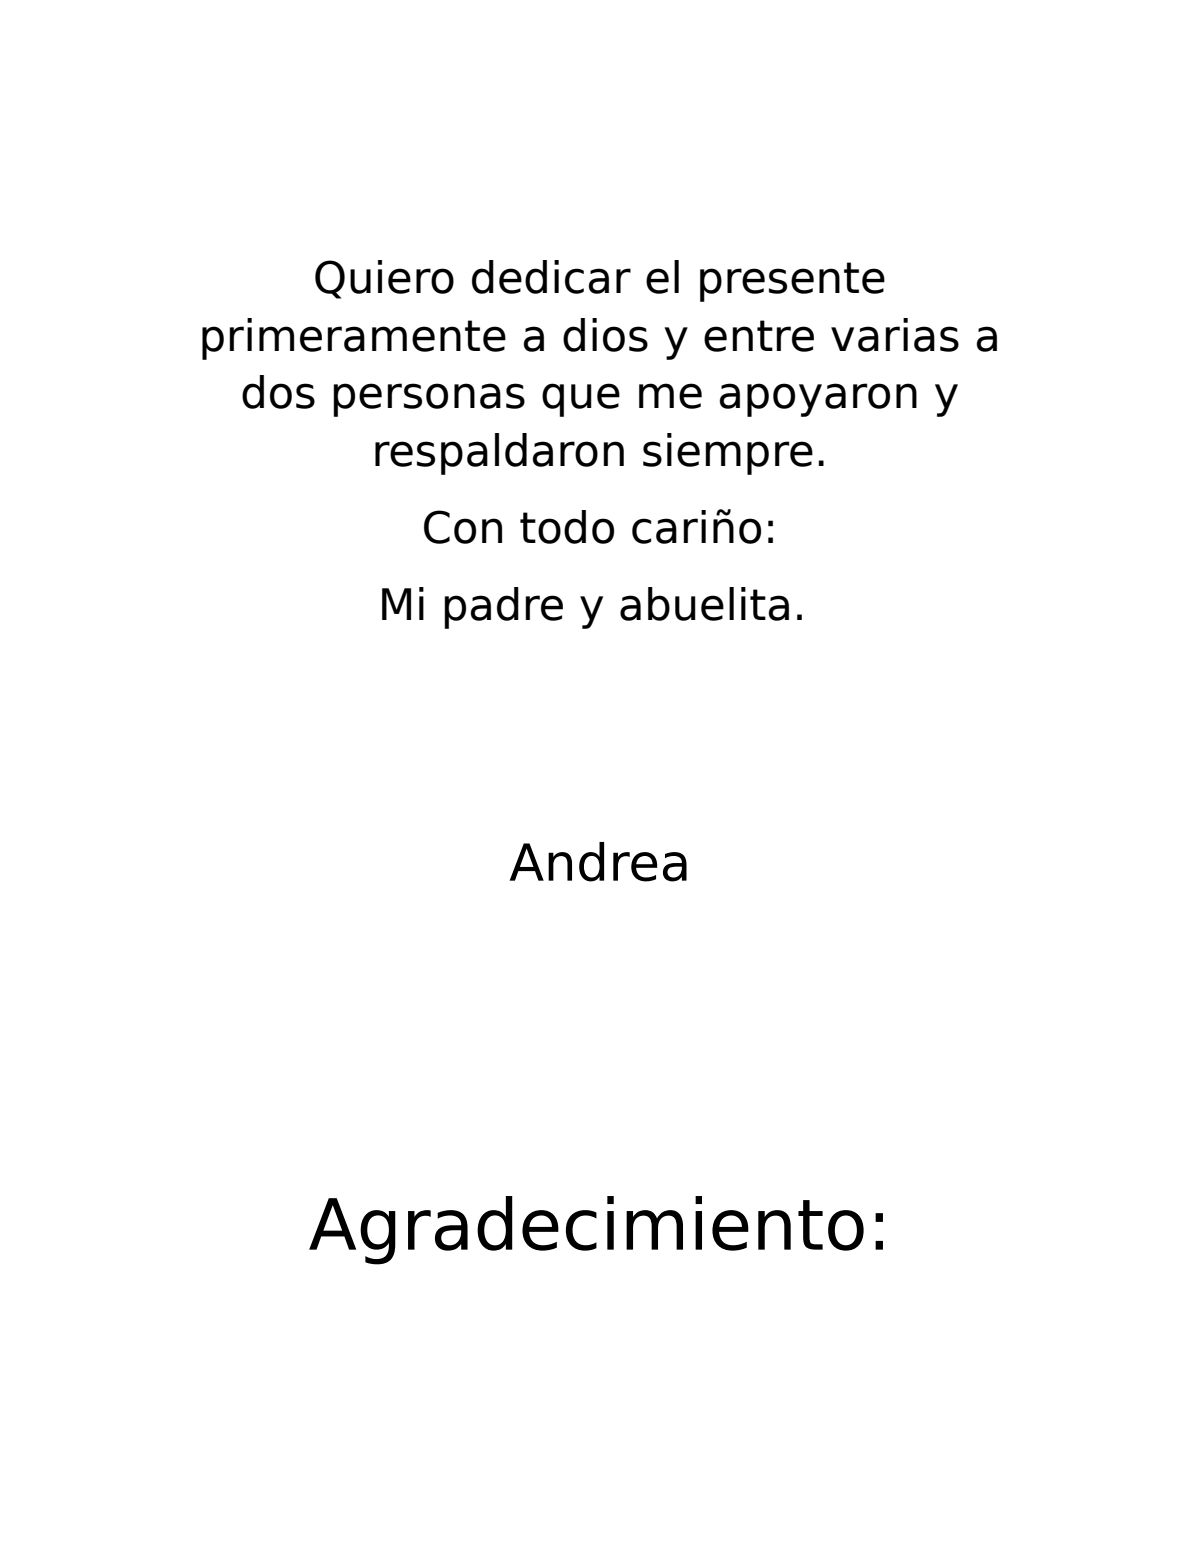 Quiero dedicar el presente
primeramente a dios y entre varias a
dos personas que me apoyaron y
respaldaron siempre.
Con todo cariño:
Mi padre y abuelita.
Andrea
Agradecimiento: